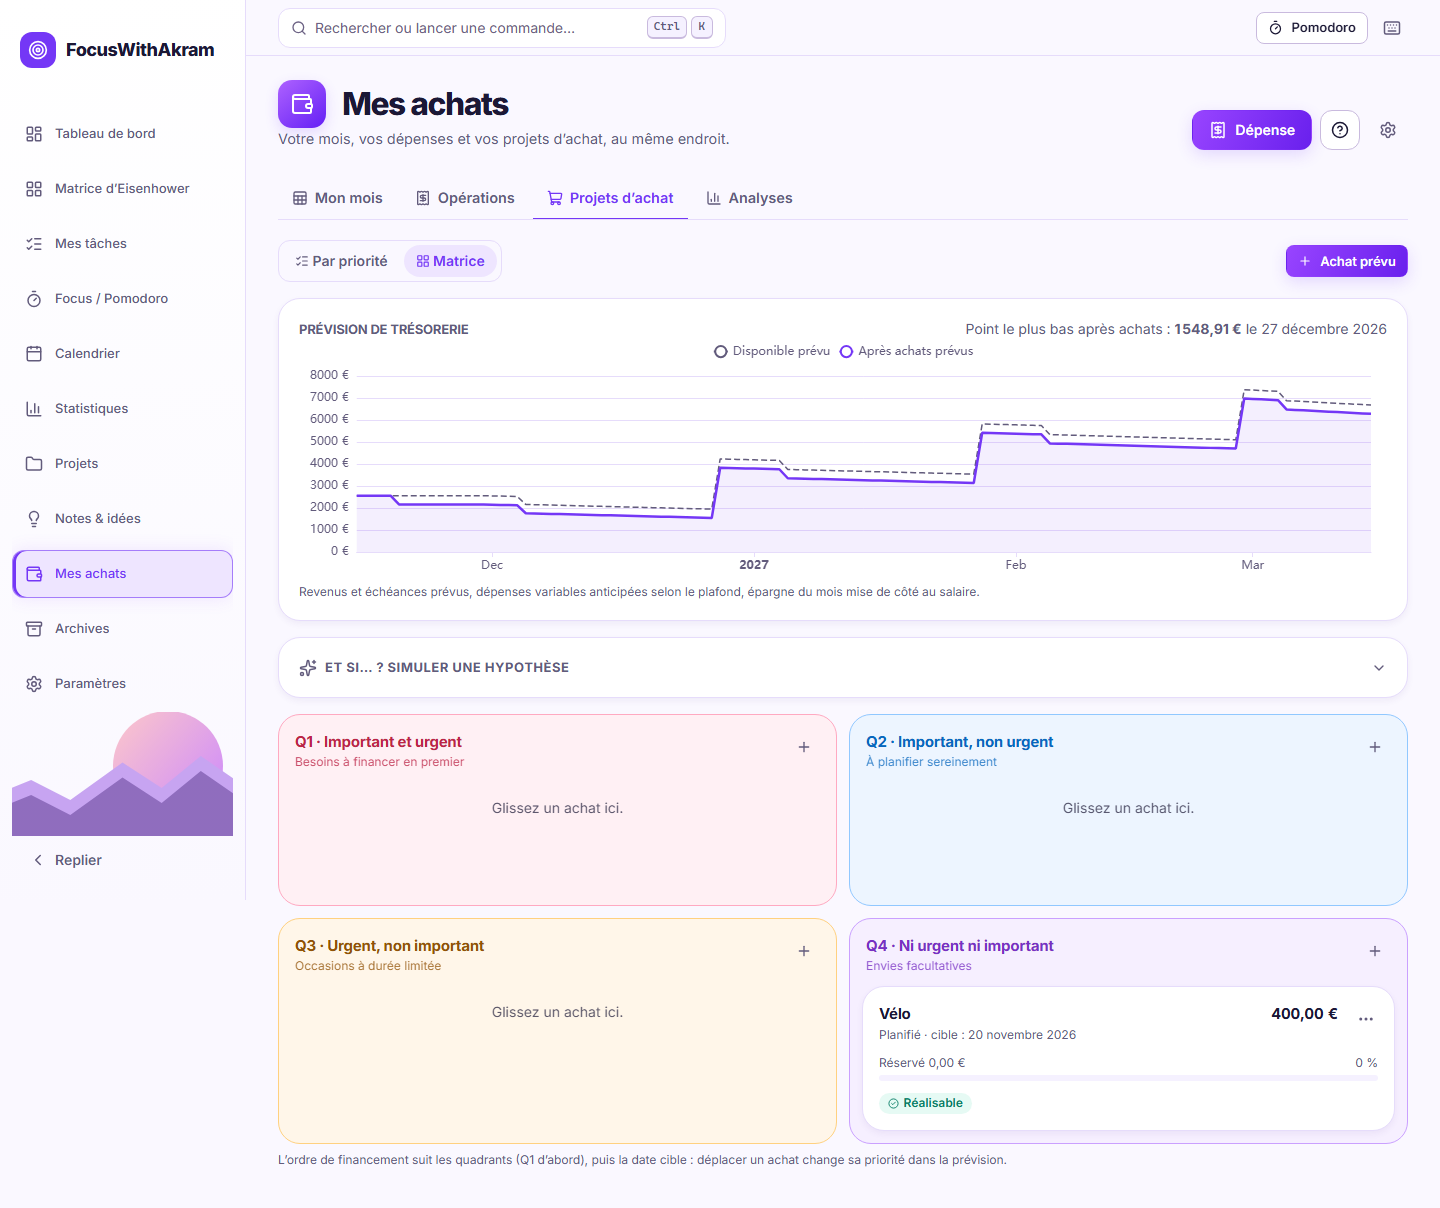 FocusWithAkram
Rechercher ou lancer une commande...
Ctrl K
Pomodoro
Tableau de bord
Matrice d’Eisenhower
Mes tâches
Focus / Pomodoro
Calendrier
Statistiques
Projets
Notes & idées
Mes achats
Archives
Paramètres
Replier
Mes achats
Votre mois, vos dépenses et vos projets d’achat, au même endroit.
Dépense
Mon mois
Opérations
Projets d’achat
Analyses
Par priorité
Matrice
Achat prévu
PRÉVISION DE TRÉSORERIE
Point le plus bas après achats : 1 548,91 € le 27 décembre 2026
Disponible prévu
Après achats prévus
8000 €
7000 €
6000 €
5000 €
4000 €
3000 €
2000 €
1000 €
0 €
Dec
2027
Feb
Mar
Revenus et échéances prévus, dépenses variables anticipées selon le plafond, épargne du mois mise de côté au salaire.
ET SI... ? SIMULER UNE HYPOTHÈSE
Q1 · Important et urgent
Besoins à financer en premier
Glissez un achat ici.
Q2 · Important, non urgent
À planifier sereinement
Glissez un achat ici.
Q3 · Urgent, non important
Occasions à durée limitée
Glissez un achat ici.
Q4 · Ni urgent ni important
Envies facultatives
Vélo
400,00 €
Planifié · cible : 20 novembre 2026
Réservé 0,00 €
0 %
Réalisable
L’ordre de financement suit les quadrants (Q1 d’abord), puis la date cible : déplacer un achat change sa priorité dans la prévision.